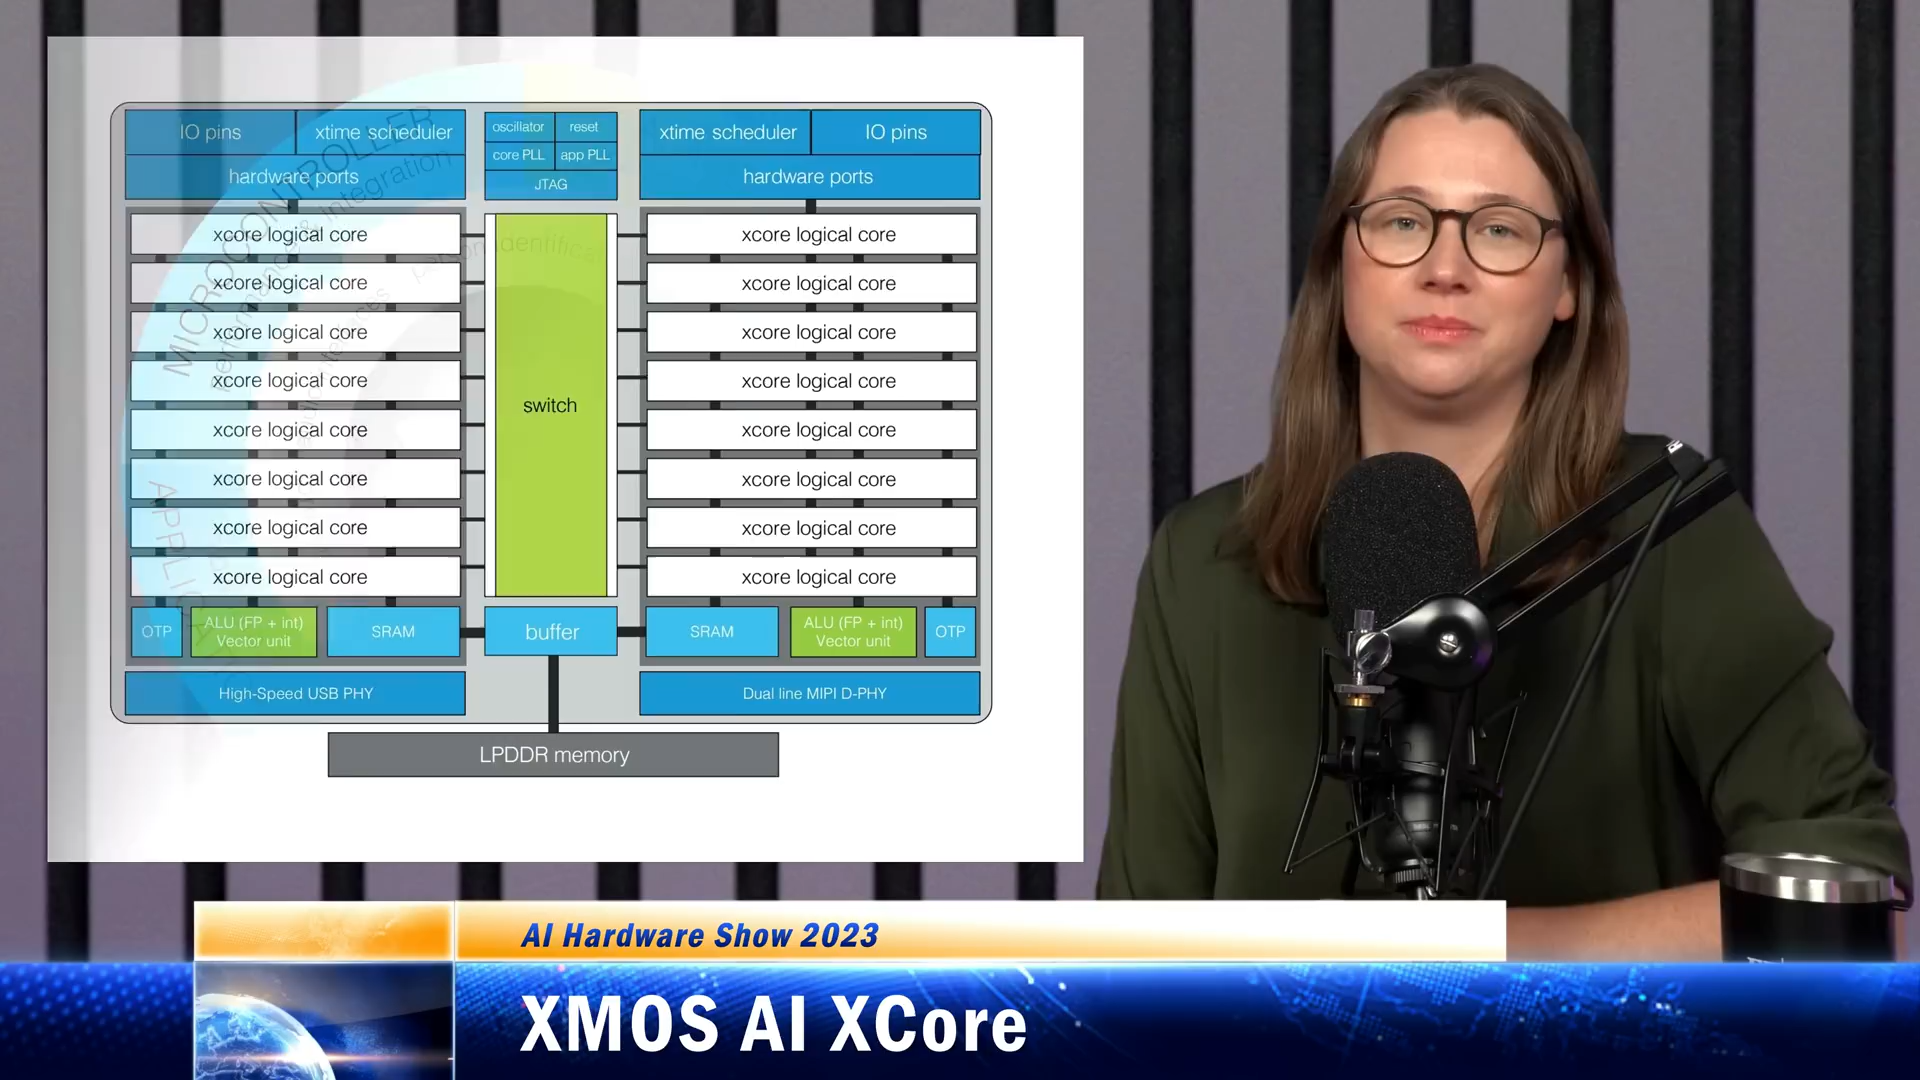 IO pins
xtime scheduler
oscillator
reset
xtime scheduler
IO pins
core PLL
app PLL
hardware ports
JTAG
hardware ports
xcore logical core
xcore logical core
xcore logical core
xcore logical core
xcore logical core
xcore logical core
xcore logical core
xcore logical core
switch
xcore logical core
xcore logical core
xcore logical core
xcore logical core
xcore logical core
xcore logical core
xcore logical core
xcore logical core
OTP
ALU (FP + int)
Vector unit
SRAM
buffer
SRAM
ALU (FP + int)
Vector unit
OTP
High-Speed USB PHY
Dual line MIPI D-PHY
LPDDR memory
MICROCONTROLLER
Performance & integration
AI Hardware Show 2023
XMOS AI XCore